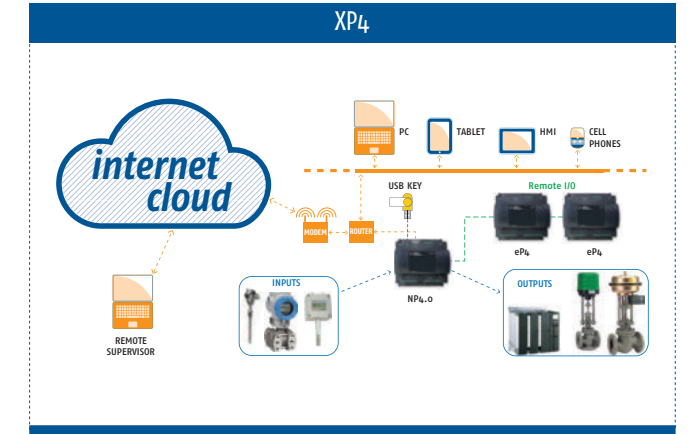 XP4
internet
cloud
PC
TABLET
HMI
CELL
PHONES
USB KEY
Remote I/O
MODEM
ROUTER
eP4
eP4
NP4.0
INPUTS
OUTPUTS
REMOTE
SUPERVISOR